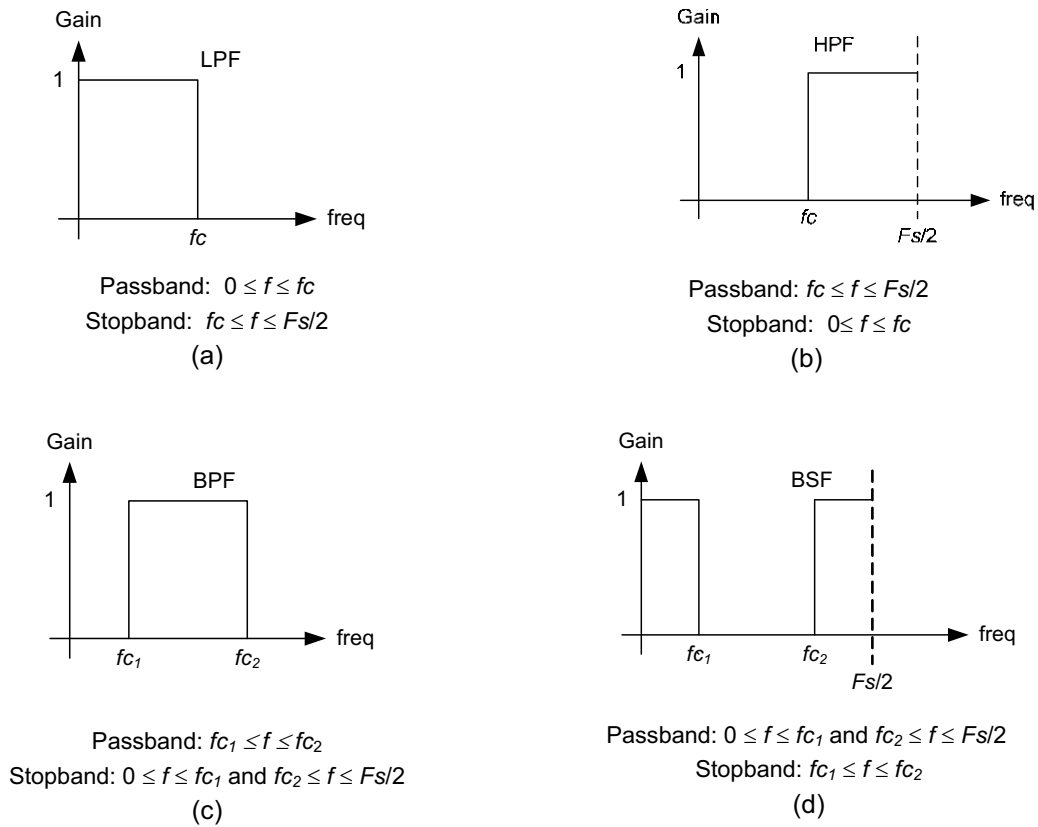 Gain
LPF
1
freq
fc
Passband: 0 ≤ f ≤ fc
Stopband: fc ≤ f ≤ Fs/2
(a)
Gain
HPF
1
freq
fc
Fs/2
Passband: fc ≤ f ≤ Fs/2
Stopband: 0≤ f ≤ fc
(b)
Gain
BPF
1
freq
fc₁
fc₂
Passband: fc₁ ≤ f ≤ fc₂
Stopband: 0 ≤ f ≤ fc₁ and fc₂ ≤ f ≤ Fs/2
(c)
Gain
BSF
1
freq
fc₁
fc₂
Fs/2
Passband: 0 ≤ f ≤ fc₁ and fc₂ ≤ f ≤ Fs/2
Stopband: fc₁ ≤ f ≤ fc₂
(d)